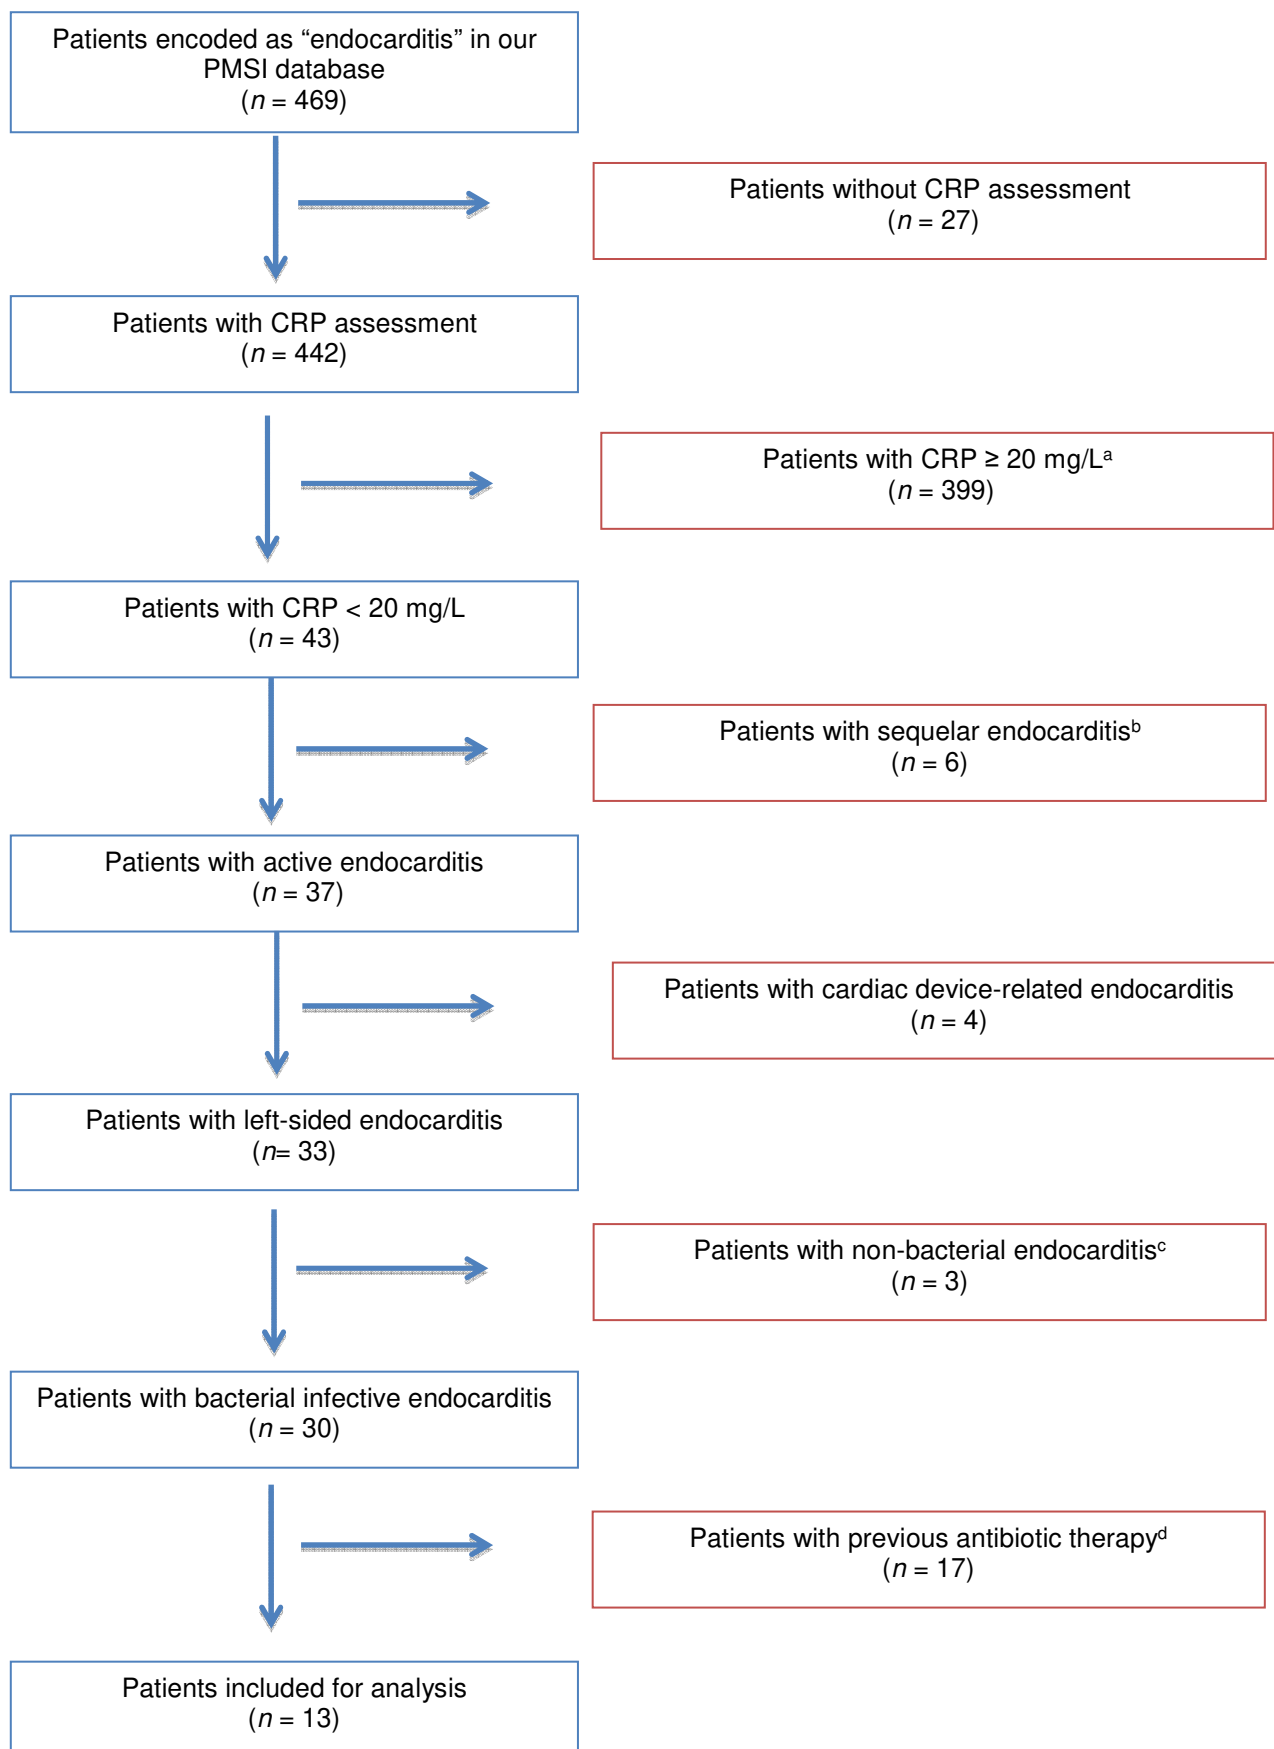 Patients encoded as “endocarditis” in our
PMSI database
(n = 469)
Patients without CRP assessment
(n = 27)
Patients with CRP assessment
(n = 442)
Patients with CRP ≥ 20 mg/Lᵃ
(n = 399)
Patients with CRP < 20 mg/L
(n = 43)
Patients with sequelar endocarditisᵇ
(n = 6)
Patients with active endocarditis
(n = 37)
Patients with cardiac device-related endocarditis
(n = 4)
Patients with left-sided endocarditis
(n= 33)
Patients with non-bacterial endocarditisᶜ
(n = 3)
Patients with bacterial infective endocarditis
(n = 30)
Patients with previous antibiotic therapyᵈ
(n = 17)
Patients included for analysis
(n = 13)